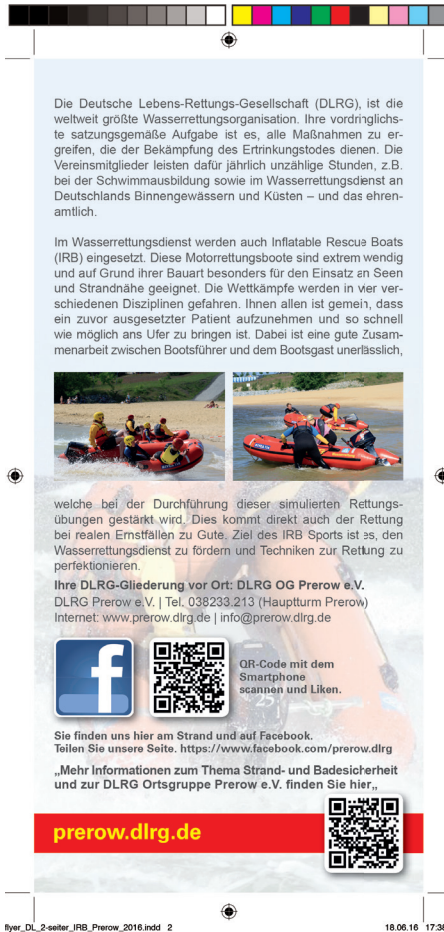 Die Deutsche Lebens-Rettungs-Gesellschaft (DLRG), ist die
weltweit größte Wasserrettungsorganisation. Ihre vordringlichs-
te satzungsgemäße Aufgabe ist es, alle Maßnahmen zu er-
greifen, die der Bekämpfung des Ertrinkungstodes dienen. Die
Vereinsmitglieder leisten dafür jährlich unzählige Stunden, z.B.
bei der Schwimmausbildung sowie im Wasserrettungsdienst an
Deutschlands Binnengewässern und Küsten – und das ehren-
amtlich.
Im Wasserrettungsdienst werden auch Inflatable Rescue Boats
(IRB) eingesetzt. Diese Motorrettungsboote sind extrem wendig
und auf Grund ihrer Bauart besonders für den Einsatz an Seen
und Strandnähe geeignet. Die Wettkämpfe werden in vier ver-
schiedenen Disziplinen gefahren. Ihnen allen ist gemein, dass
ein zuvor ausgesetzter Patient aufzunehmen und so schnell
wie möglich ans Ufer zu bringen ist. Dabei ist eine gute Zusam-
menarbeit zwischen Bootsführer und dem Bootsgast unerlässlich,
welche bei der Durchführung dieser simulierten Rettungs-
übungen gestärkt wird. Dies kommt direkt auch der Rettung
bei realen Ernstfällen zu Gute. Ziel des IRB Sports ist es, den
Wasserrettungsdienst zu fördern und Techniken zur Rettung zu
perfektionieren.
Ihre DLRG-Gliederung vor Ort: DLRG OG Prerow e.V.
DLRG Prerow e.V. | Tel. 038233.213 (Hauptturm Prerow)
Internet: www.prerow.dlrg.de | info@prerow.dlrg.de
f
QR-Code mit dem
Smartphone
scannen und Liken.
25
Sie finden uns hier am Strand und auf Facebook.
Teilen Sie unsere Seite. https://www.facebook.com/prerow.dlrg
„Mehr Informationen zum Thema Strand- und Badesicherheit
und zur DLRG Ortsgruppe Prerow e.V. finden Sie hier„
prerow.dlrg.de
flyer_DL_2-seiter_IRB_Prerow_2016.indd 2
18.06.16 17:39